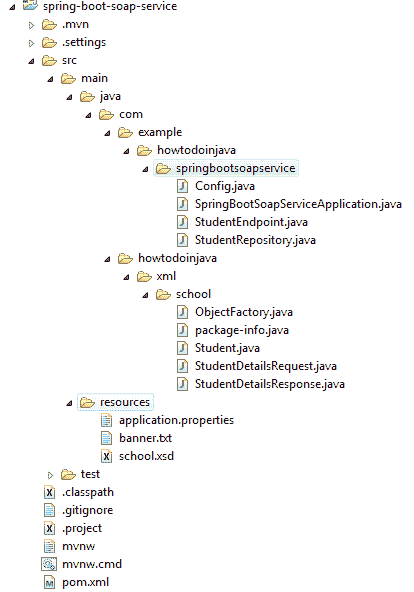 spring-boot-soap-service
.mvn
.settings
src
main
java
com
example
howtodoinjava
springbootsoapservice
Config.java
SpringBootSoapServiceApplication.java
StudentEndpoint.java
StudentRepository.java
howtodoinjava
xml
school
ObjectFactory.java
package-info.java
Student.java
StudentDetailsRequest.java
StudentDetailsResponse.java
resources
application.properties
banner.txt
school.xsd
test
.classpath
.gitignore
.project
mvnw
mvnw.cmd
pom.xml